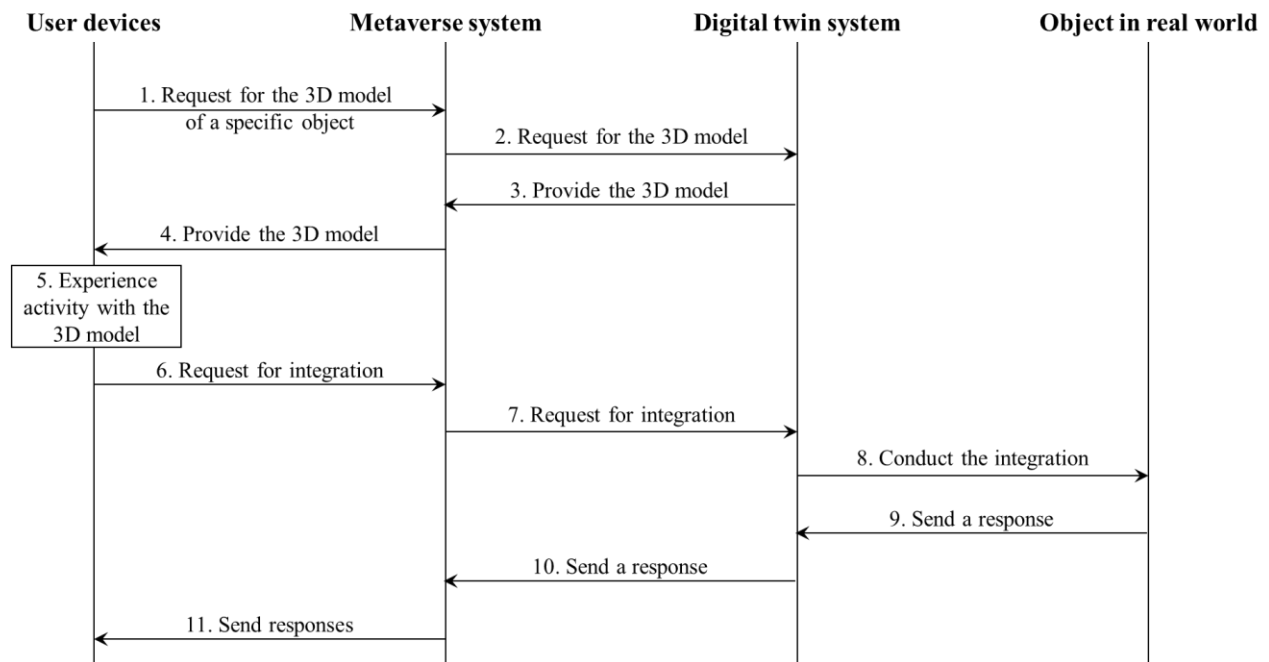 User devices
Metaverse system
Digital twin system
Object in real world
1. Request for the 3D model
of a specific object
2. Request for the 3D model
3. Provide the 3D model
4. Provide the 3D model
5. Experience
activity with the
3D model
6. Request for integration
7. Request for integration
8. Conduct the integration
9. Send a response
10. Send a response
11. Send responses